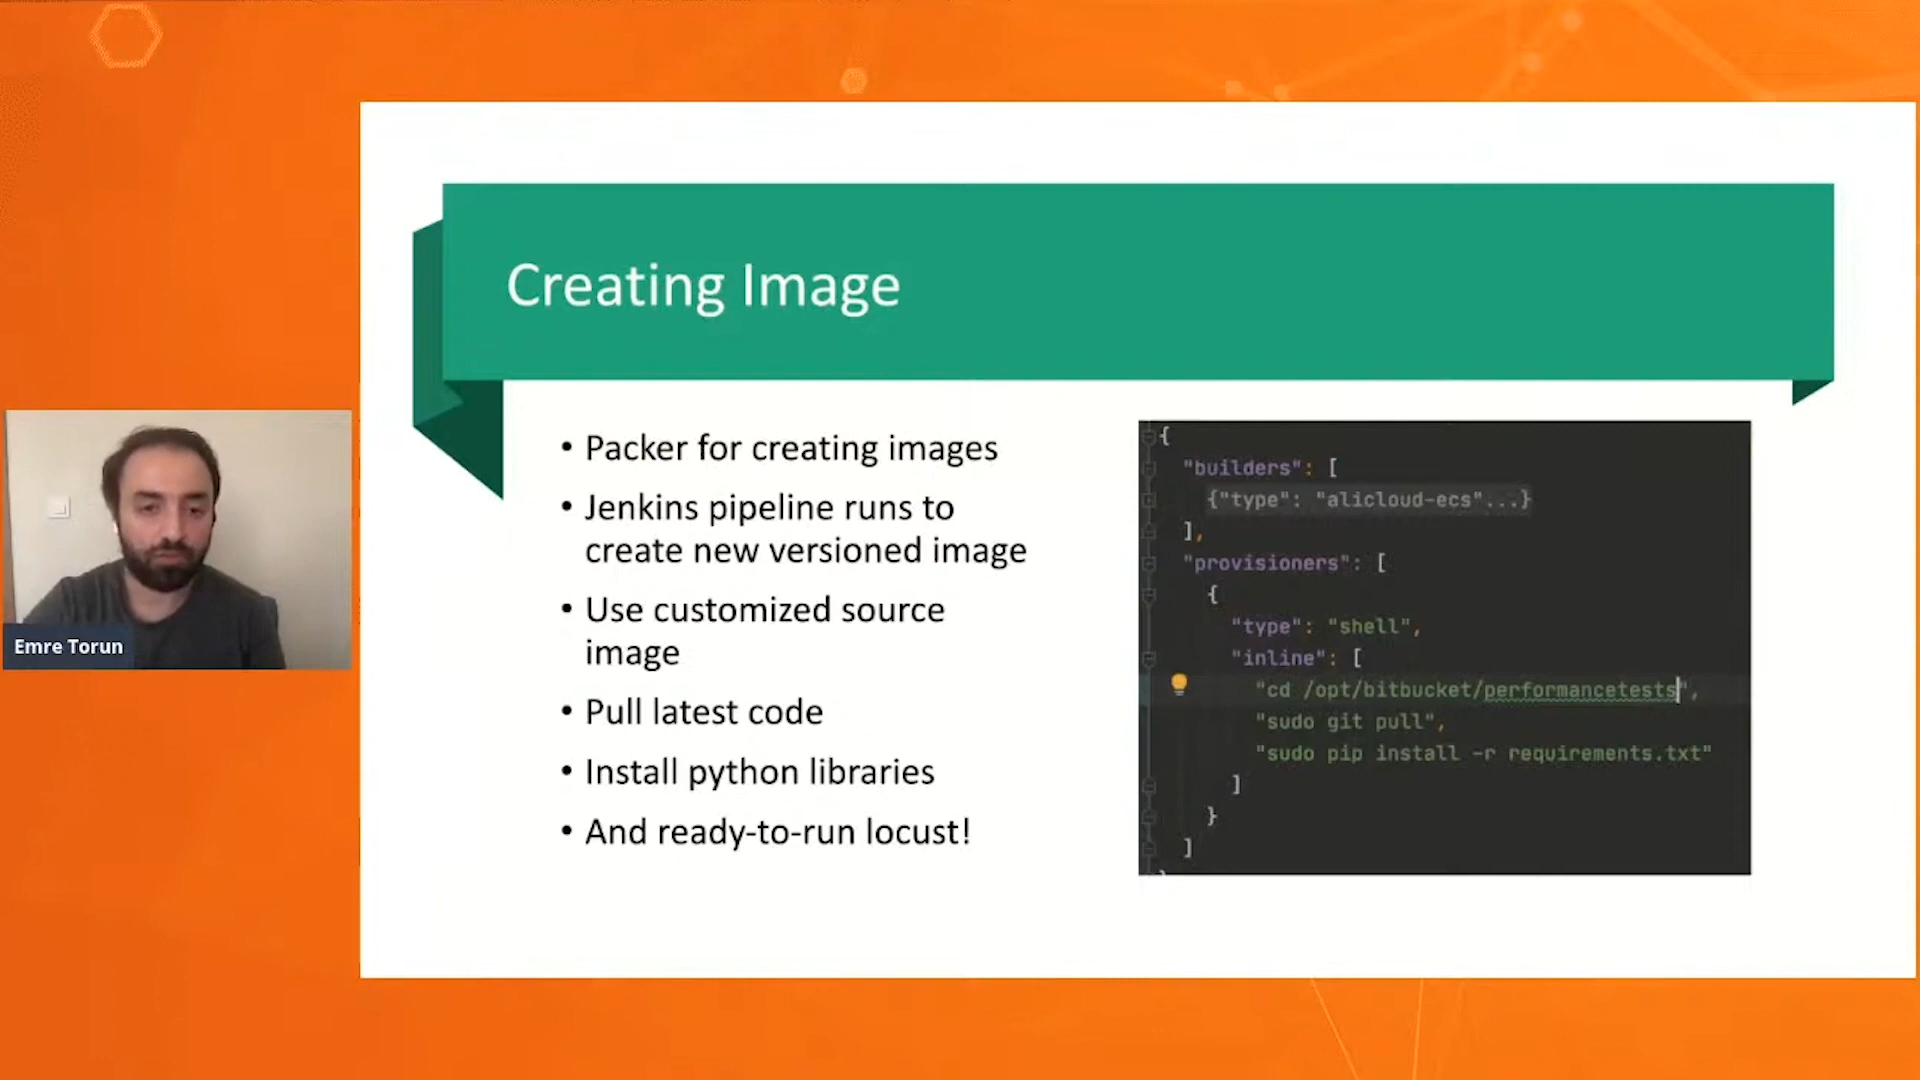 Creating Image
• Packer for creating images
• Jenkins pipeline runs to
create new versioned image
• Use customized source
image
• Pull latest code
• Install python libraries
• And ready-to-run locust!
{
"builders": [
{"type": "alicloud-ecs"...}
],
"provisioners": [
{
"type": "shell",
"inline": [
"cd /opt/bitbucket/performancetests",
"sudo git pull",
"sudo pip install -r requirements.txt"
]
}
]
Emre Torun